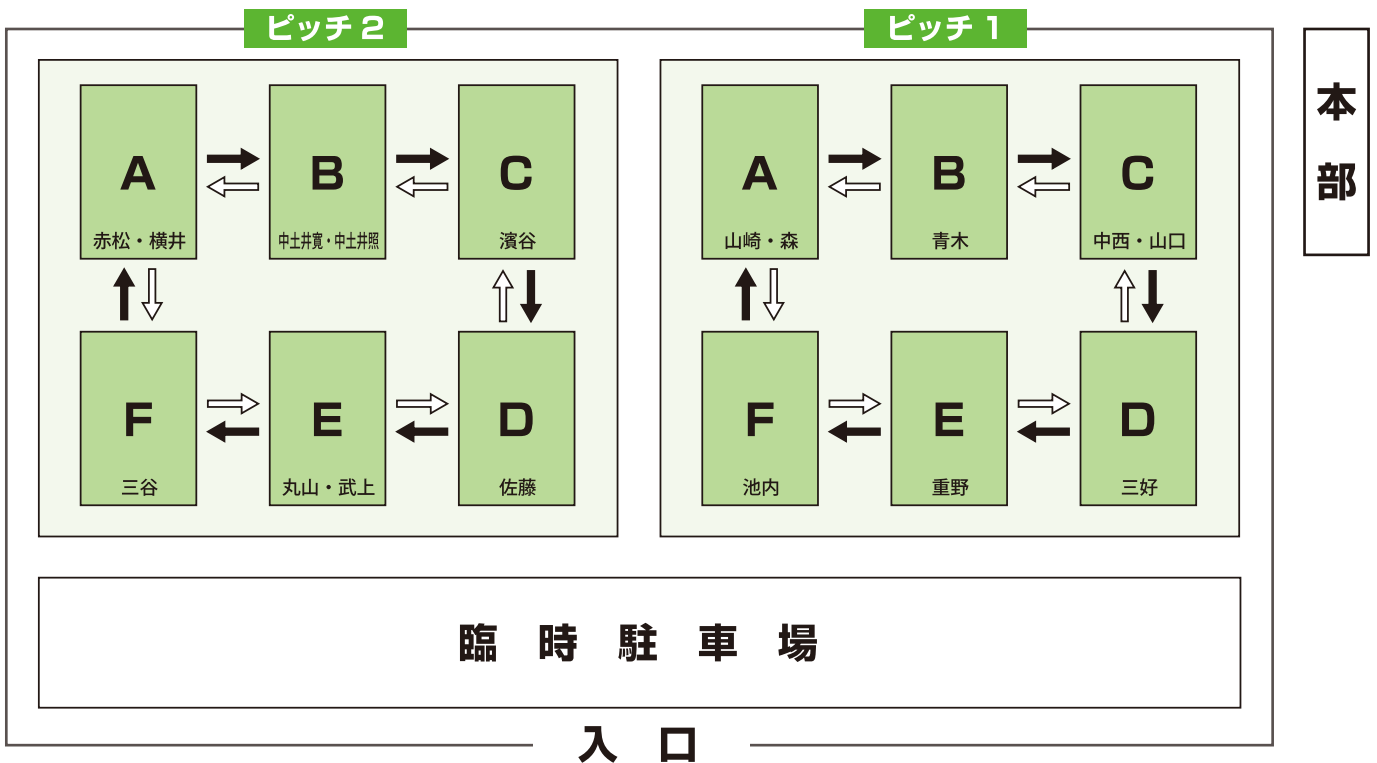 ピッチ 2
A
赤松・横井
B
中土井寛・中土井照
C
濱谷
F
三谷
E
丸山・武上
D
佐藤
ピッチ 1
A
山崎・森
B
青木
C
中西・山口
F
池内
E
重野
D
三好
本部
臨時駐車場
入口